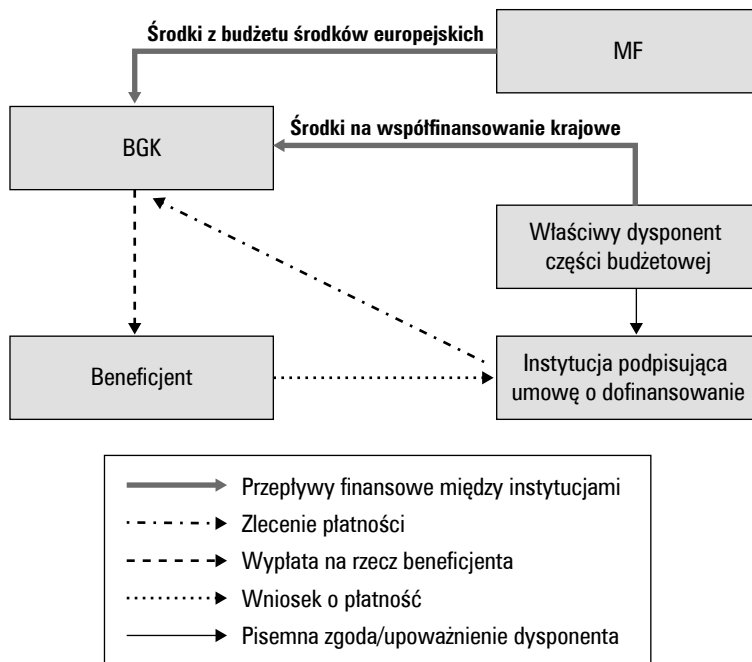 Środki z budżetu środków europejskich
MF
BGK
Środki na współfinansowanie krajowe
Właściwy dysponent
części budżetowej
Beneficjent
Instytucja podpisująca
umowę o dofinansowanie
Przepływy finansowe między instytucjami
Zlecenie płatności
Wypłata na rzecz beneficjenta
Wniosek o płatność
Pisemna zgoda/upoważnienie dysponenta